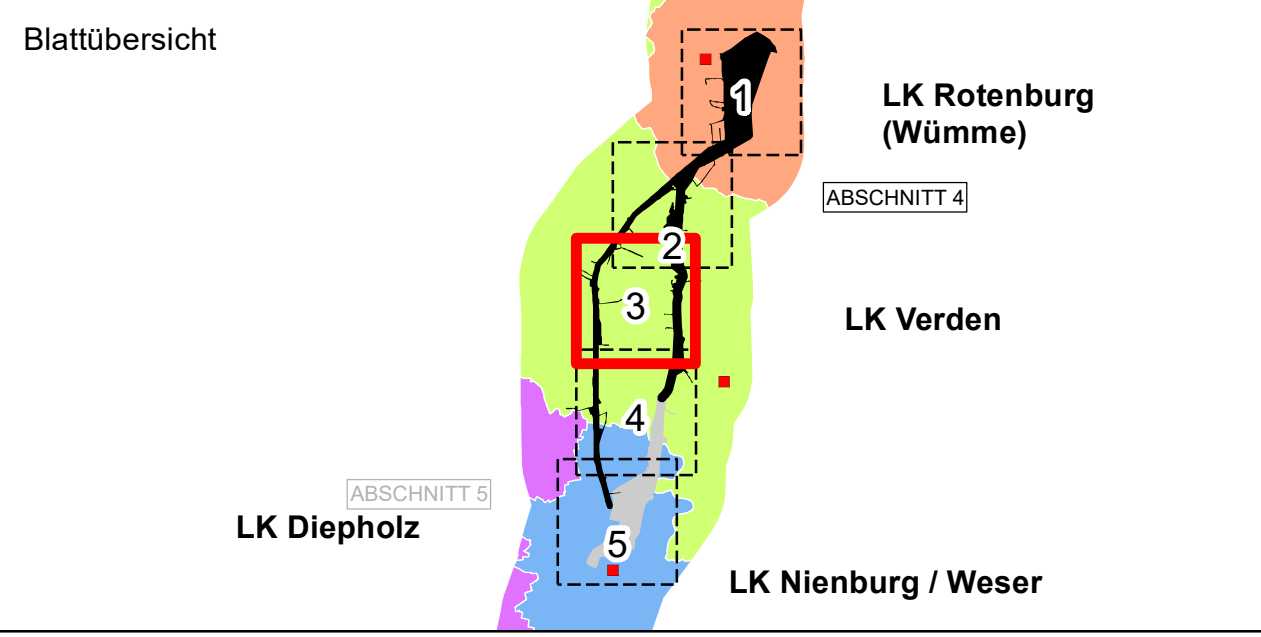 Blattübersicht
1
LK Rotenburg
(Wümme)
ABSCHNITT 4
2
3
LK Verden
4
ABSCHNITT 5
LK Diepholz
5
LK Nienburg / Weser